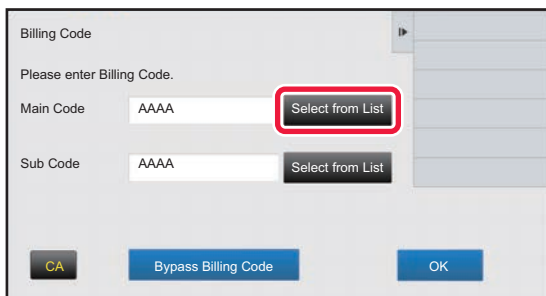 Billing Code
Please enter Billing Code.
Main Code AAAA Select from List
Sub Code AAAA Select from List
CA Bypass Billing Code OK